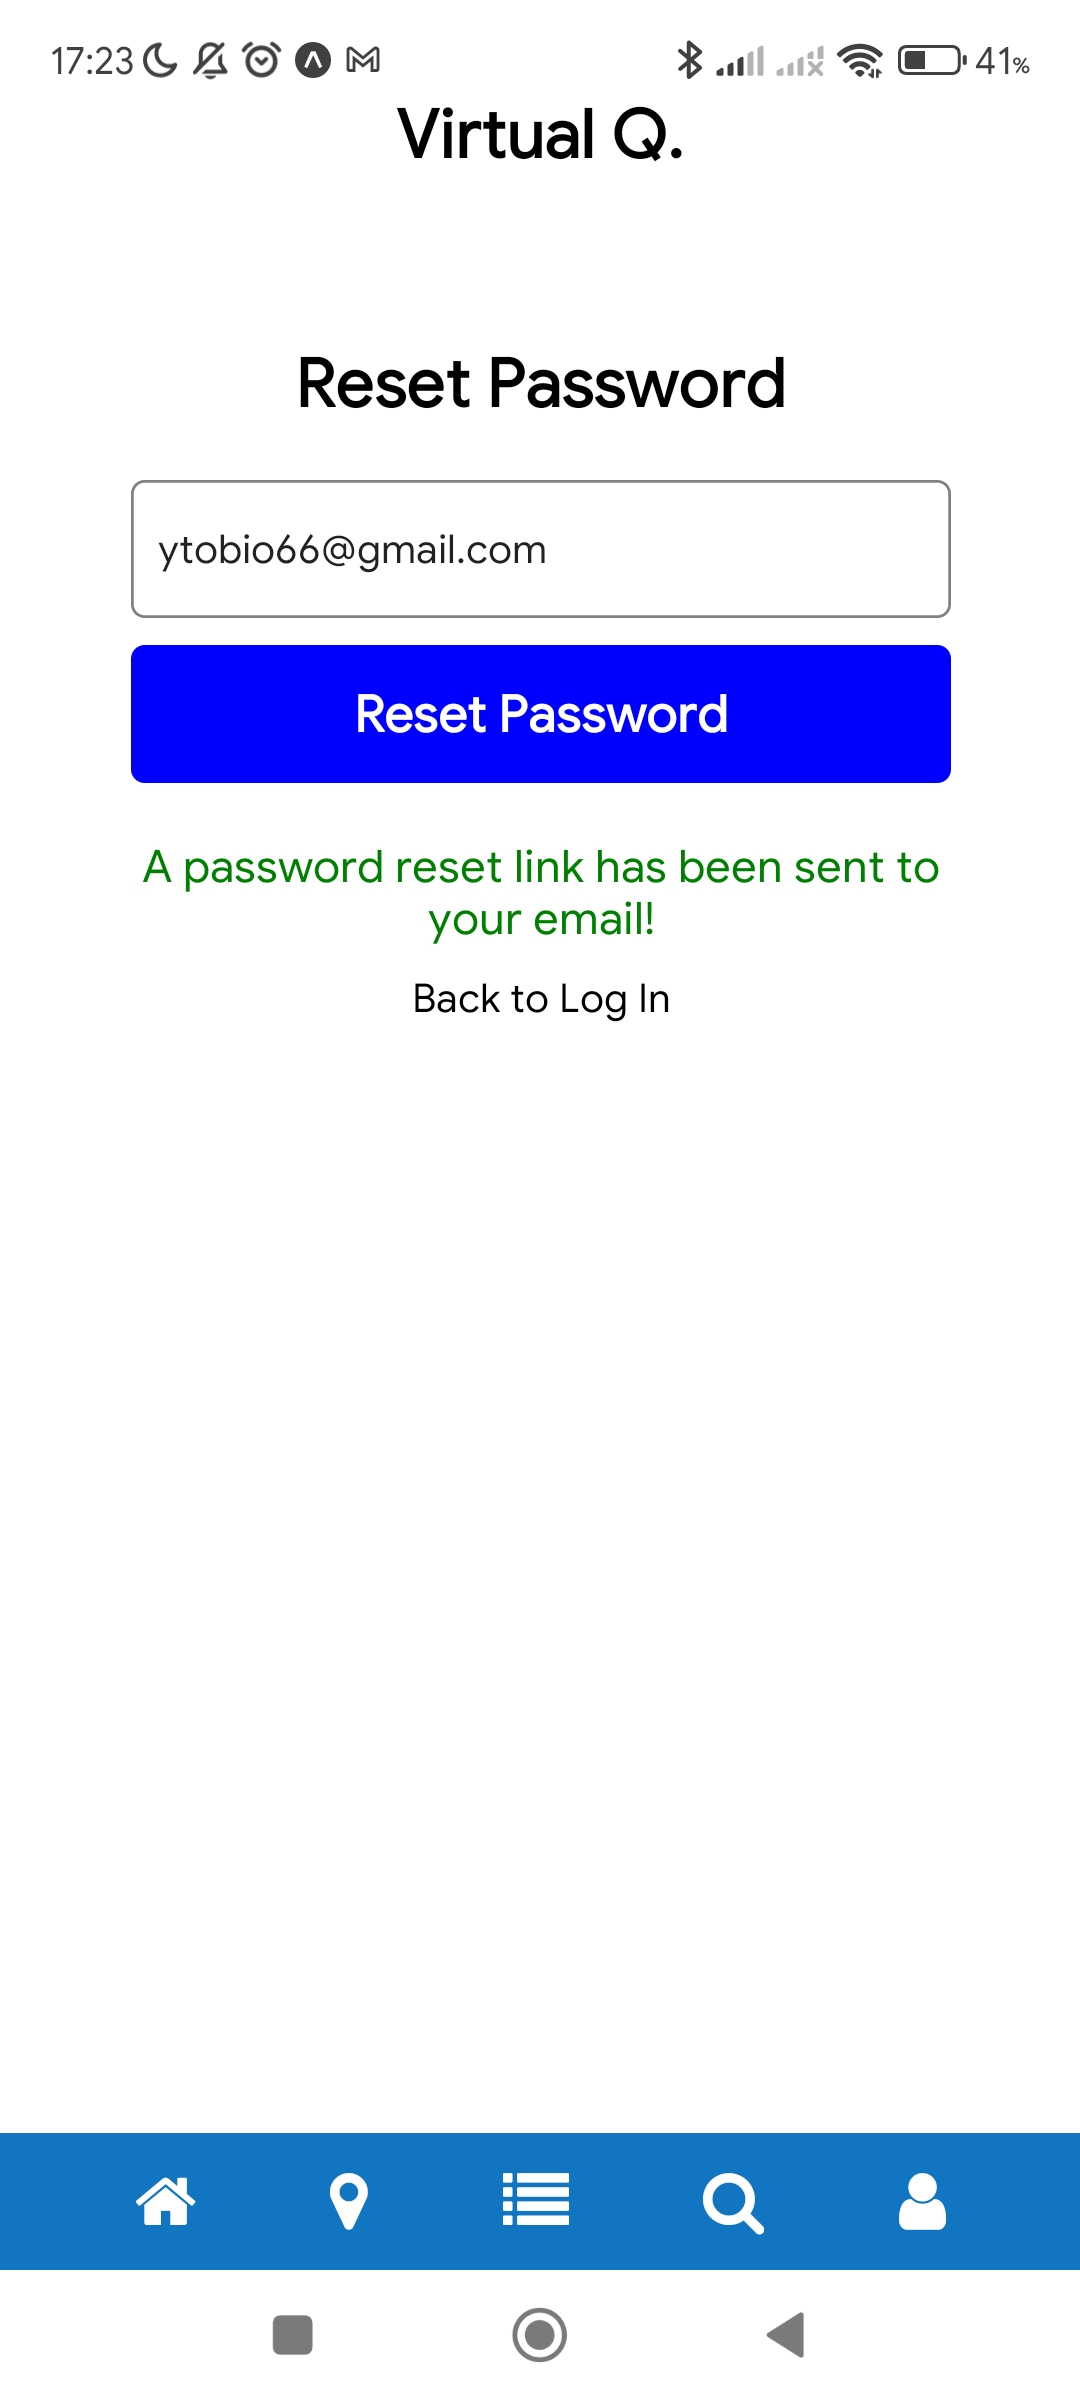 17:23 41%
Virtual Q.
Reset Password
ytobio66@gmail.com
Reset Password
A password reset link has been sent to
your email!
Back to Log In